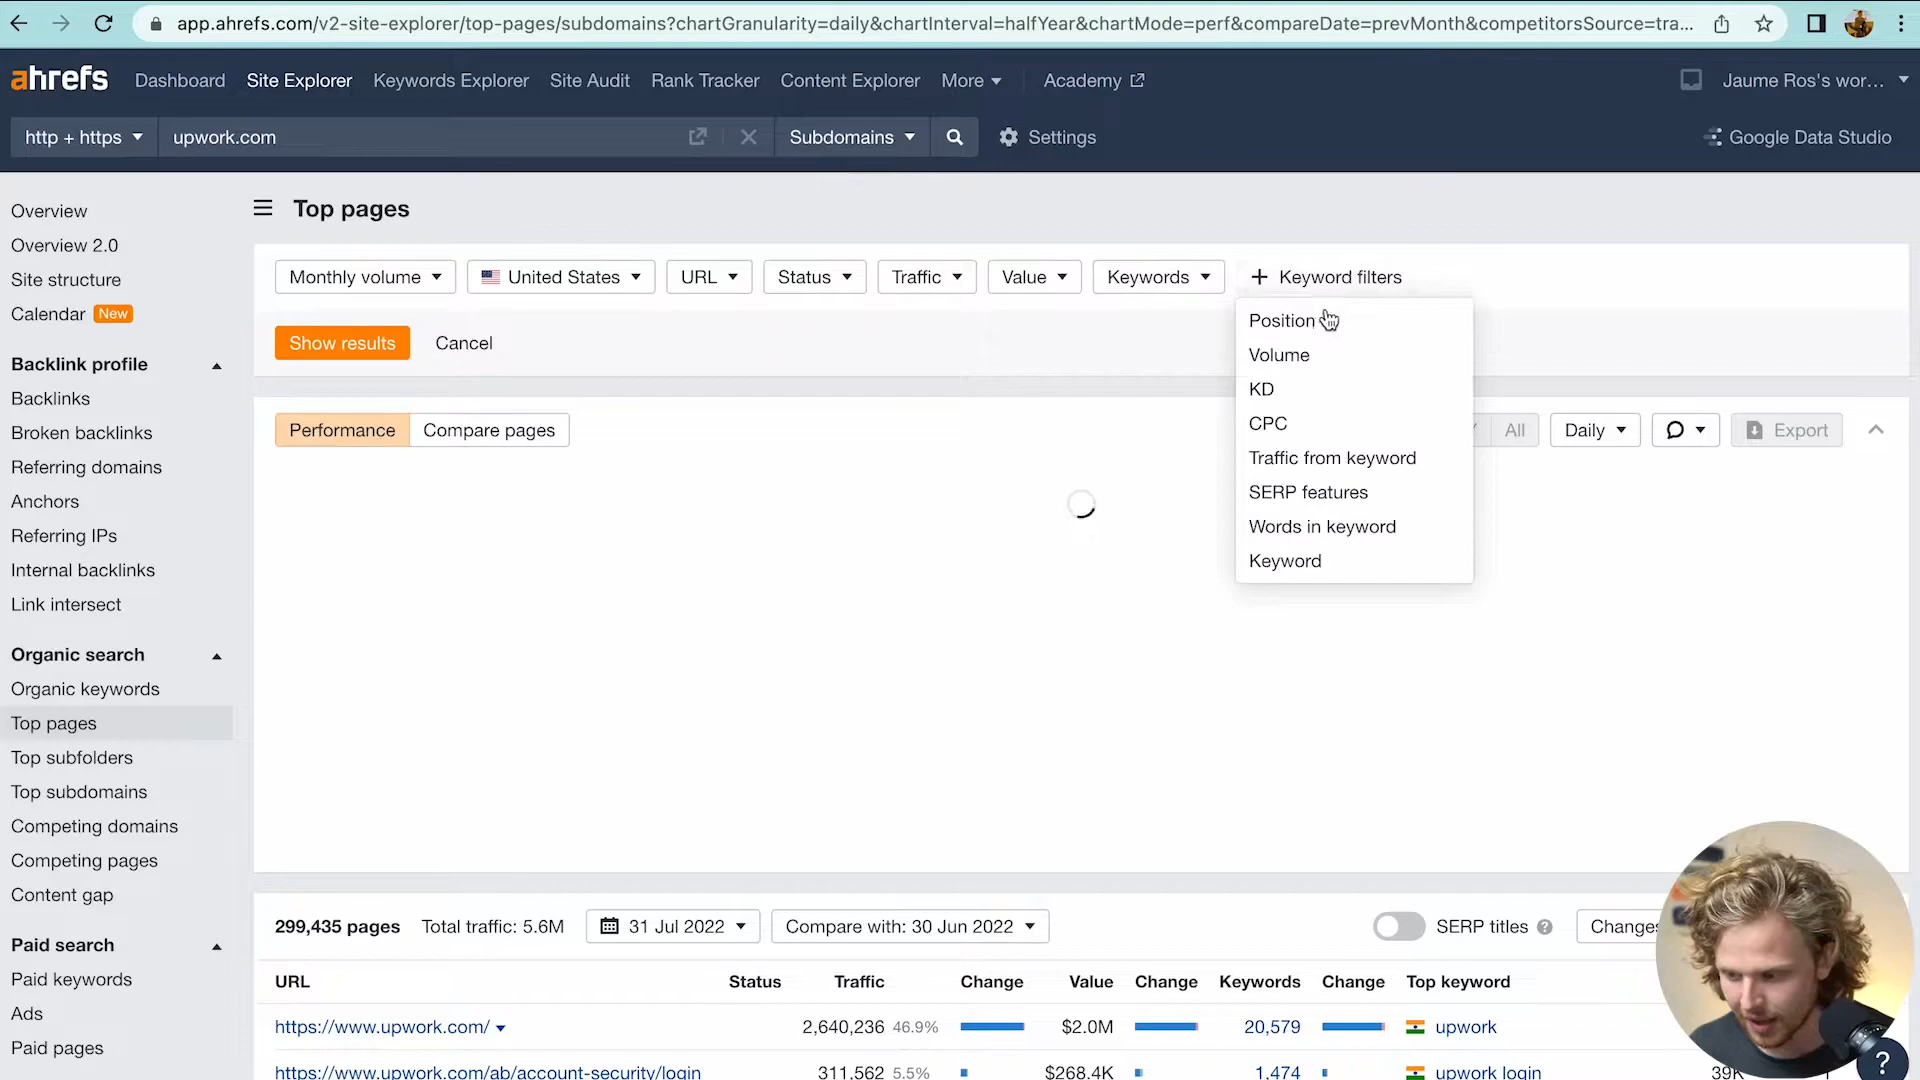 app.ahrefs.com/v2-site-explorer/top-pages/subdomains?chartGranularity=daily&chartInterval=halfYear&chartMode=perf&compareDate=prevMonth&competitorsSource=tra...
ahrefs Dashboard Site Explorer Keywords Explorer Site Audit Rank Tracker Content Explorer More Academy Jaume Ros's wor...
http + https upwork.com Subdomains Settings Google Data Studio
Overview
Overview 2.0
Site structure
Calendar New
Backlink profile
Backlinks
Broken backlinks
Referring domains
Anchors
Referring IPs
Internal backlinks
Link intersect
Organic search
Organic keywords
Top pages
Top subfolders
Top subdomains
Competing domains
Competing pages
Content gap
Paid search
Paid keywords
Ads
Paid pages
Top pages
Monthly volume United States URL Status Traffic Value Keywords + Keyword filters
Show results Cancel
Position
Volume
KD
CPC
Traffic from keyword
SERP features
Words in keyword
Keyword
Performance Compare pages All Daily Export
299,435 pages Total traffic: 5.6M 31 Jul 2022 Compare with: 30 Jun 2022 SERP titles ? Changes
URL Status Traffic Change Value Change Keywords Change Top keyword
https://www.upwork.com/ 2,640,236 46.9% $2.0M 20,579 upwork
https://www.upwork.com/ab/account-security/login 311,562 5.5% $268.4K 1,474 upwork login 39K 1
?